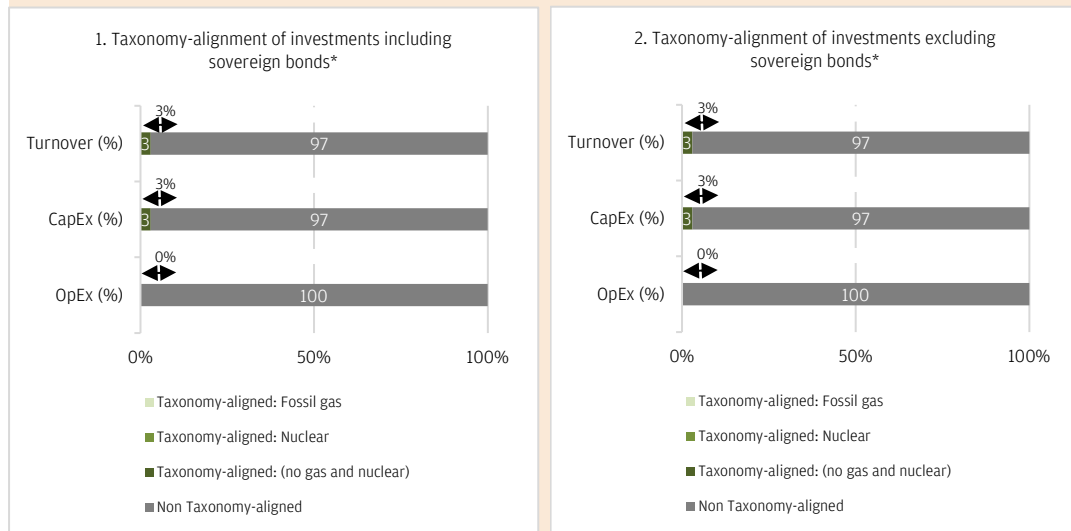 1. Taxonomy-alignment of investments including
sovereign bonds*
3%
Turnover (%)
3
97
3%
CapEx (%)
3
97
0%
OpEx (%)
100
0%
50%
100%
Taxonomy-aligned: Fossil gas
Taxonomy-aligned: Nuclear
Taxonomy-aligned: (no gas and nuclear)
Non Taxonomy-aligned
2. Taxonomy-alignment of investments excluding
sovereign bonds*
3%
Turnover (%)
3
97
3%
CapEx (%)
3
97
0%
OpEx (%)
100
0%
50%
100%
Taxonomy-aligned: Fossil gas
Taxonomy-aligned: Nuclear
Taxonomy-aligned: (no gas and nuclear)
Non Taxonomy-aligned